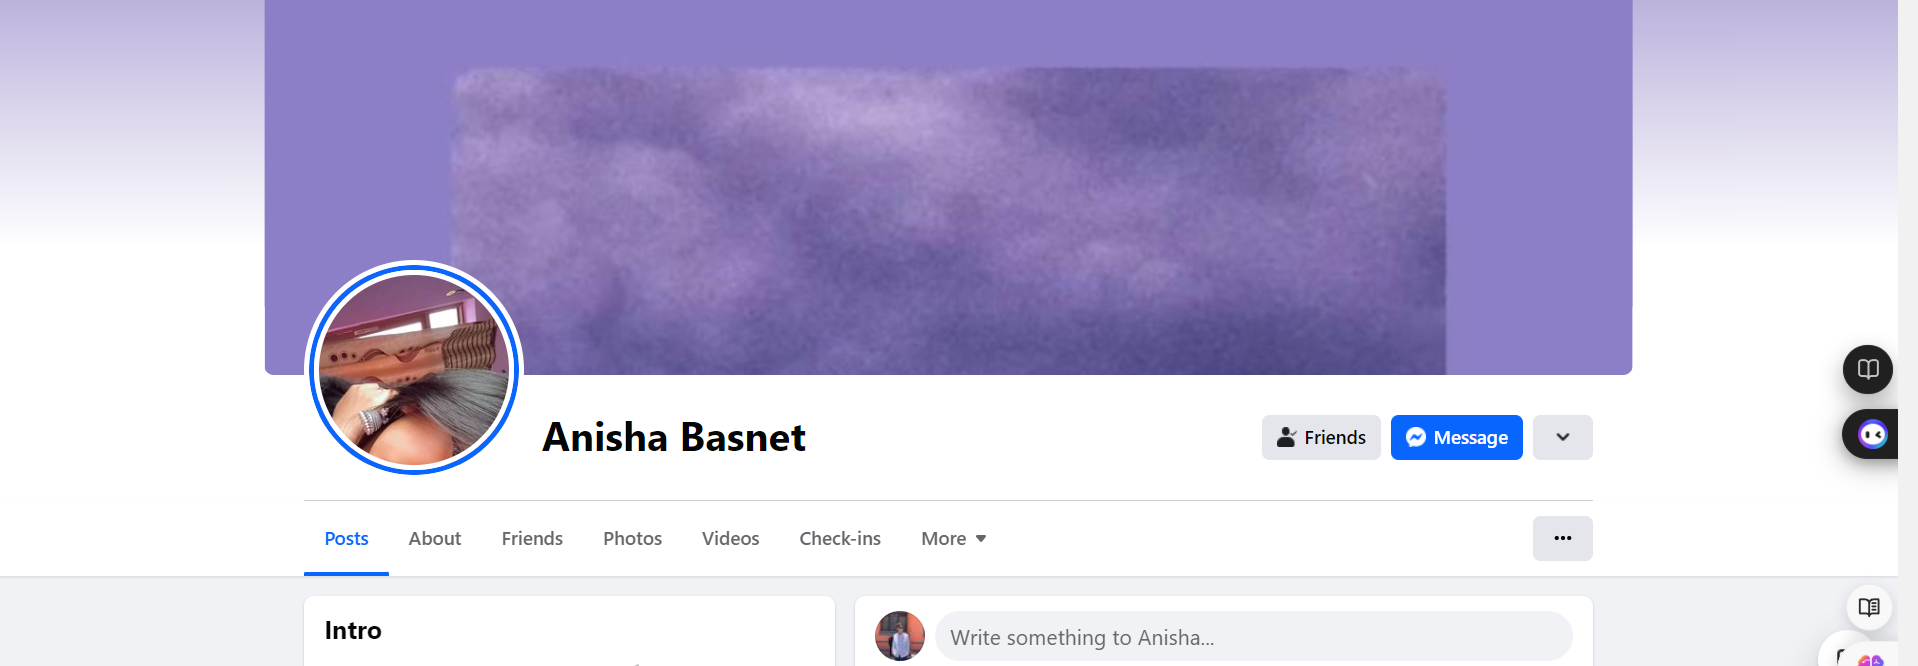 Anisha Basnet
Friends
Message
Posts
About
Friends
Photos
Videos
Check-ins
More
Intro
Write something to Anisha...